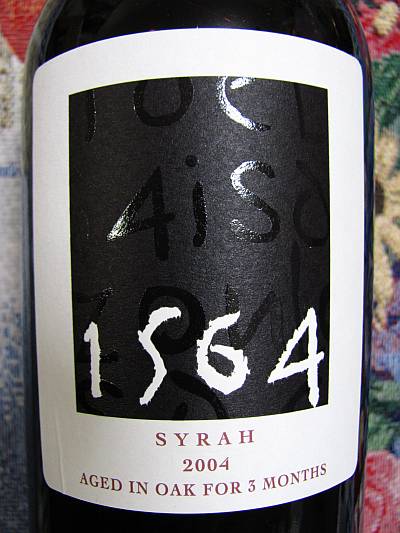 1564
SYRAH
2004
AGED IN OAK FOR 3 MONTHS